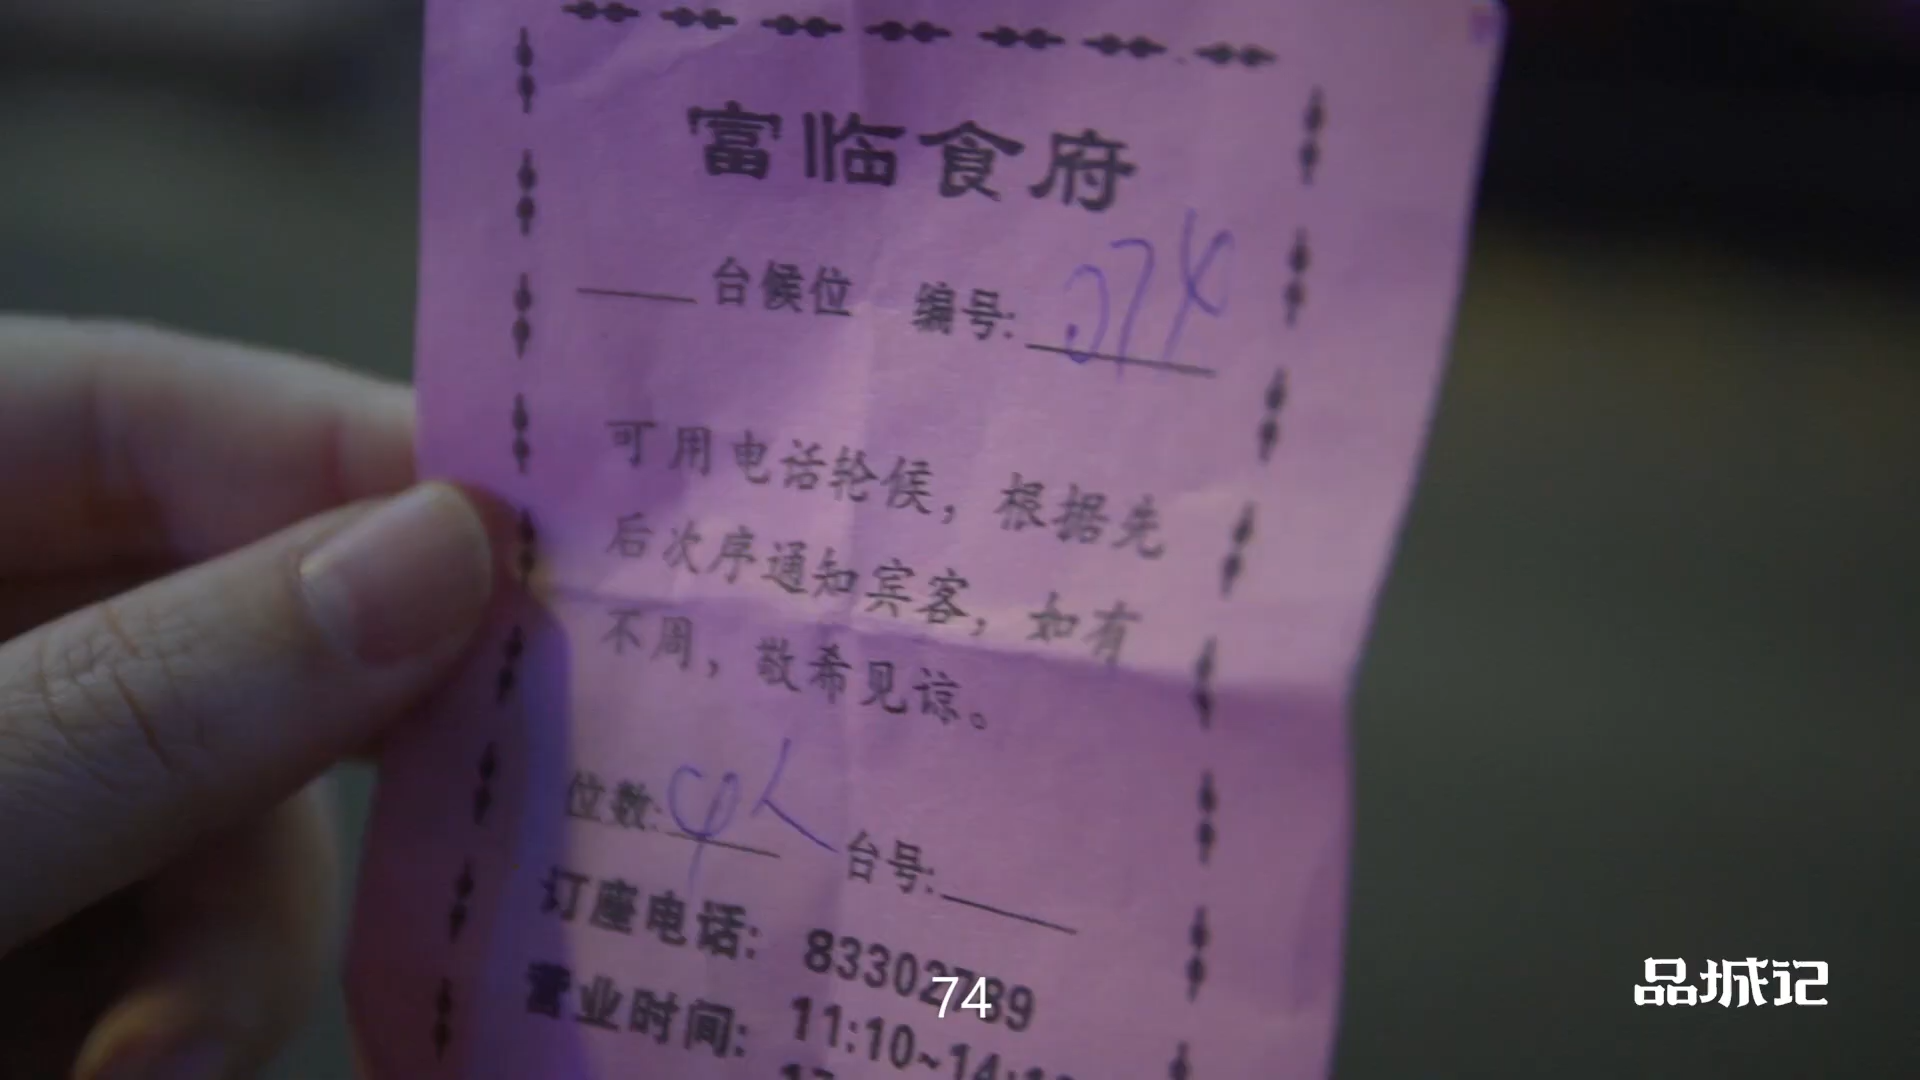 富临食府
台候位 编号: 074
可用电话轮候，根据先
后次序通知宾客，如有
不周，敬希见谅。
位数: 4人 台号:
订座电话: 83302789
营业时间: 11:10~14:
74
品城记